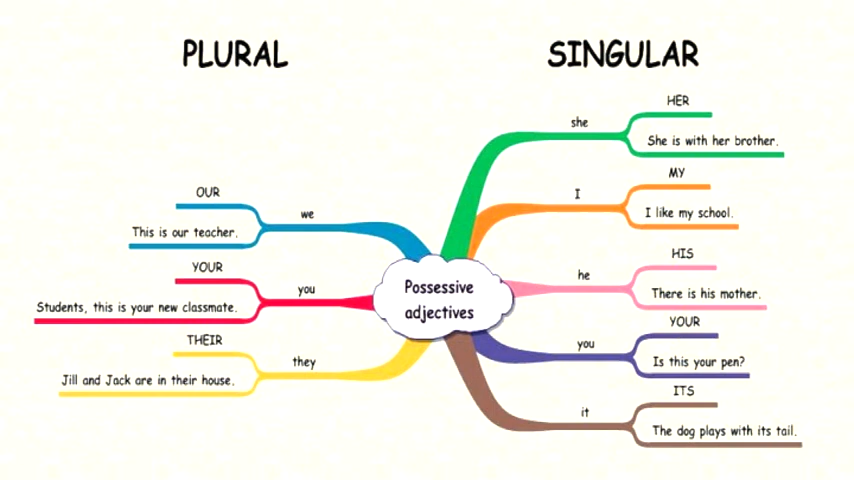 PLURAL
SINGULAR
we
OUR
This is our teacher.
you
YOUR
Students, this is your new classmate.
they
THEIR
Jill and Jack are in their house.
Possessive
adjectives
she
HER
She is with her brother.
I
MY
I like my school.
he
HIS
There is his mother.
you
YOUR
Is this your pen?
it
ITS
The dog plays with its tail.